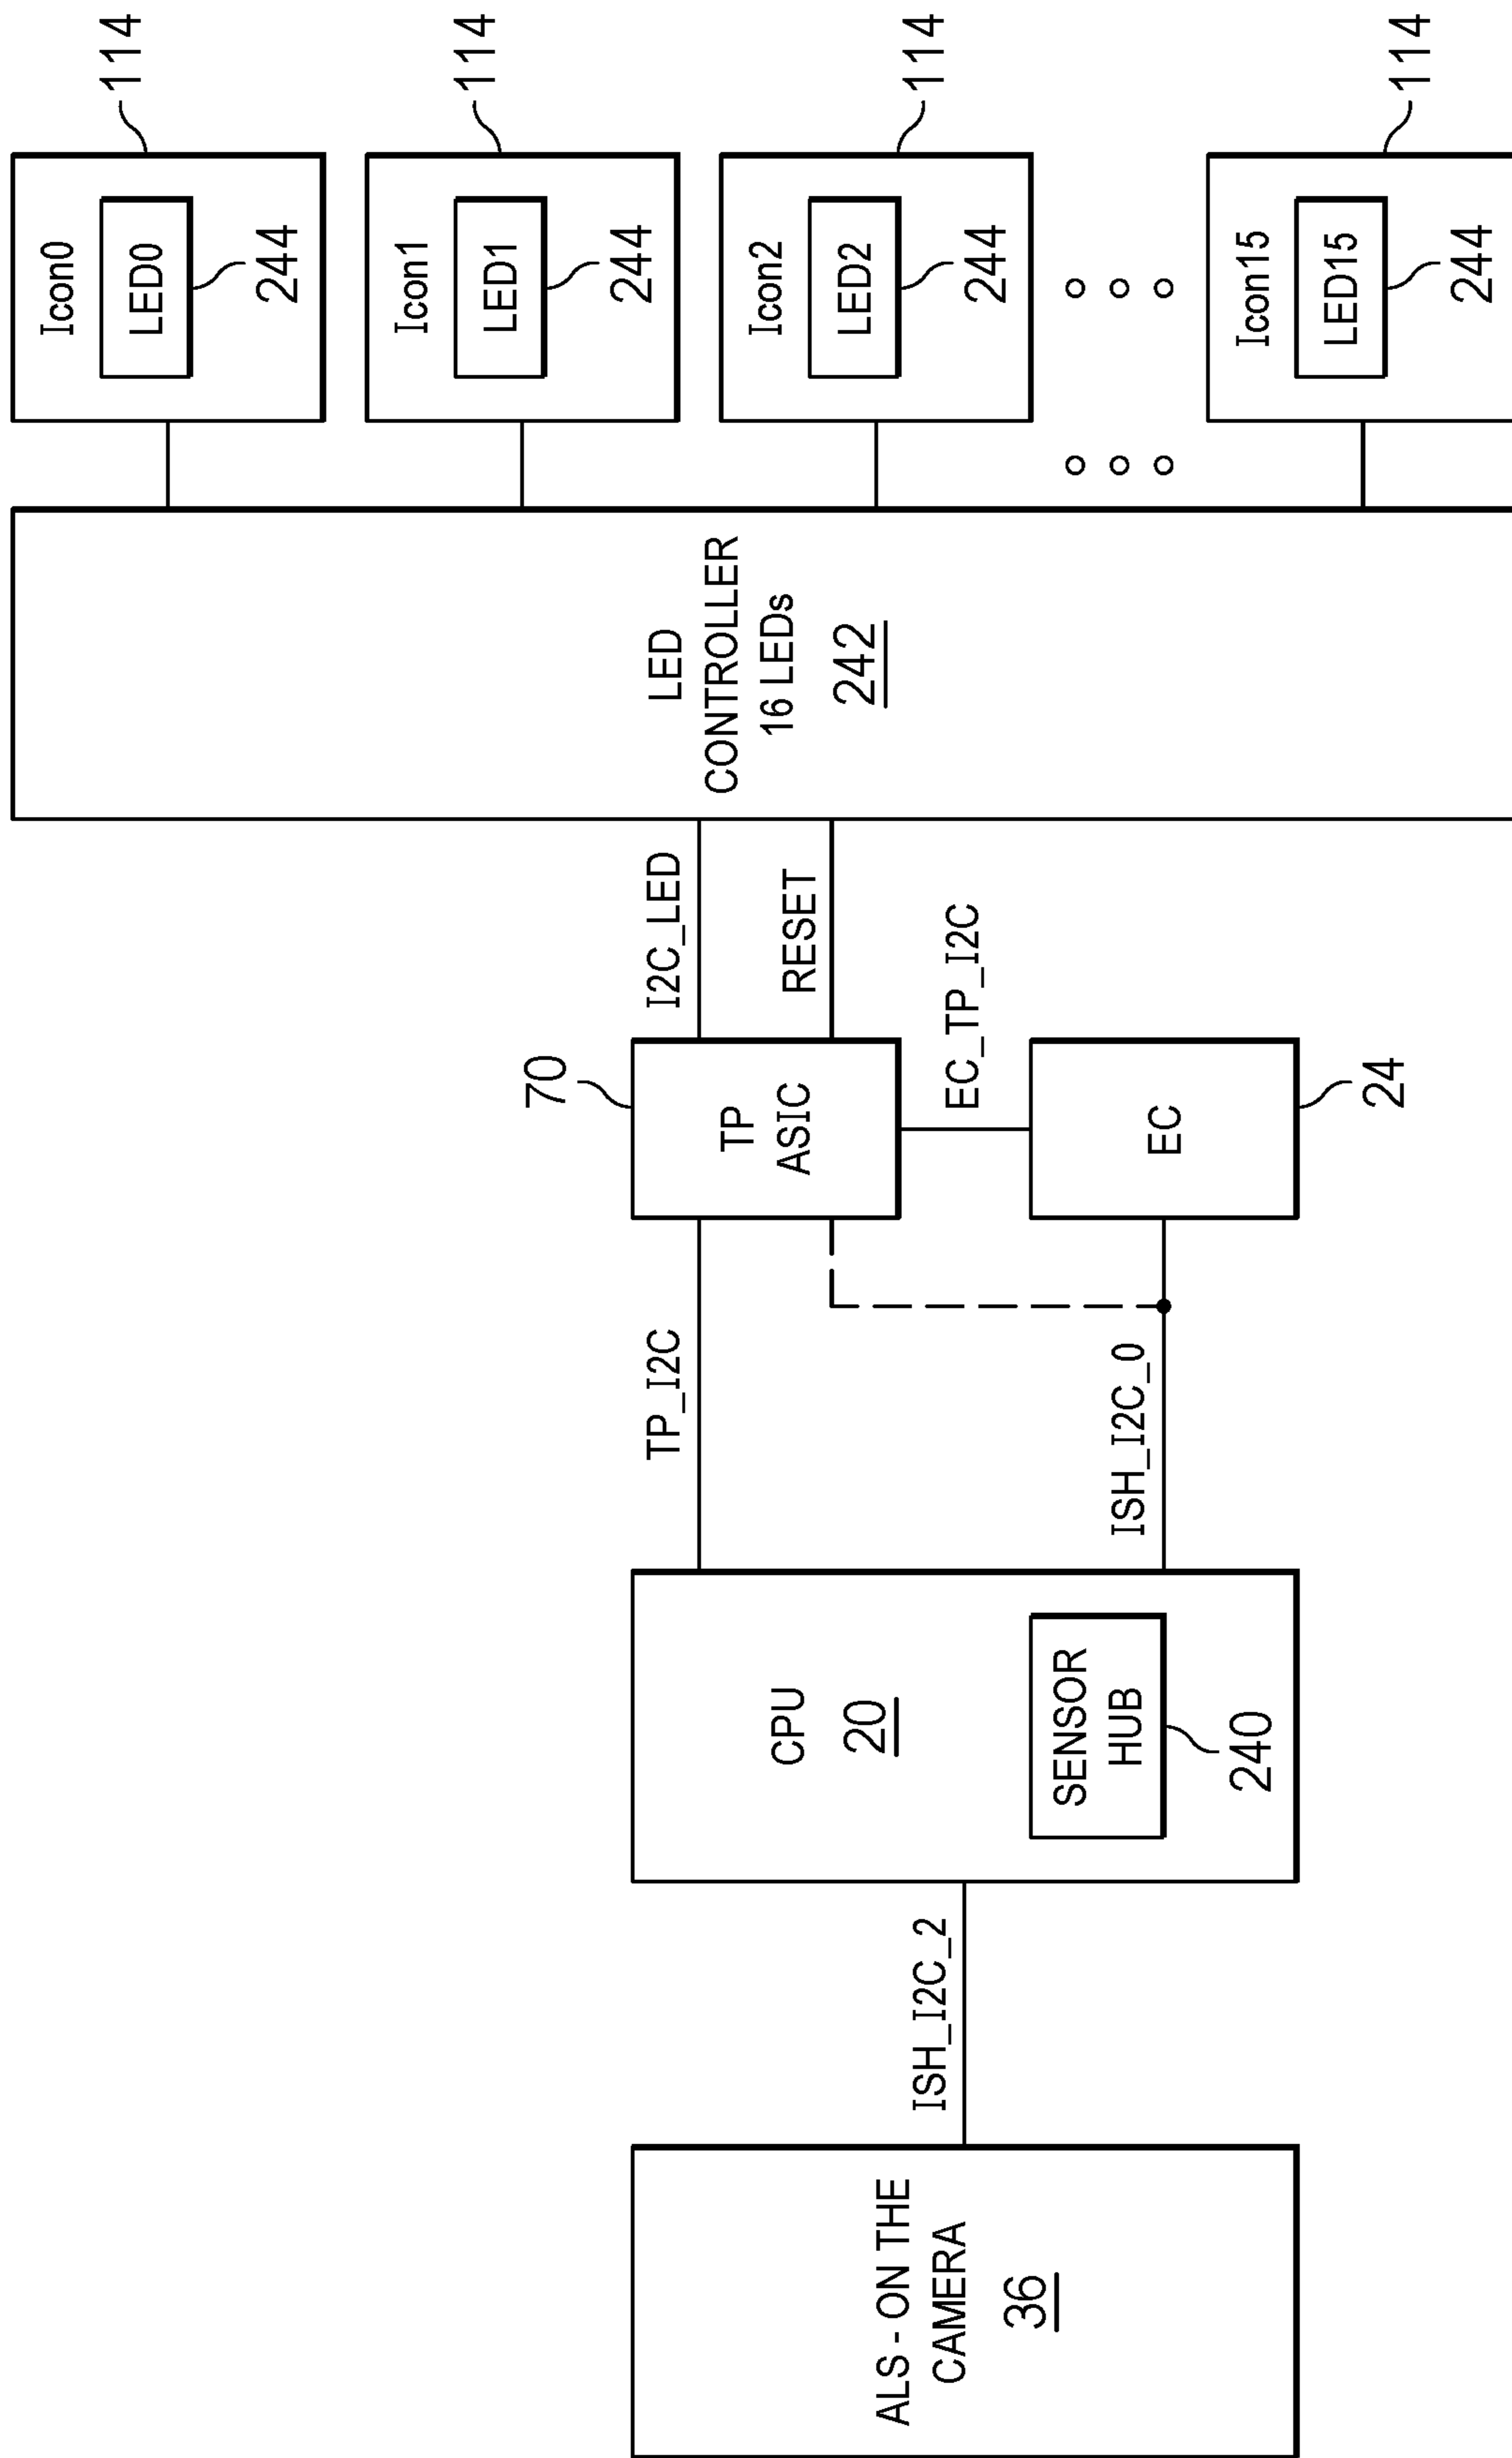 ALS - ON THE
CAMERA
36
ISH_I2C_2
CPU
20
SENSOR
HUB
240
TP_I2C
ISH_I2C_0
70
TP
ASIC
EC_TP_I2C
EC
24
I2C_LED
RESET
LED
CONTROLLER
16 LEDs
242
Icon0
LED0
244
114
Icon1
LED1
244
114
Icon2
LED2
244
114
Icon15
LED15
244
114